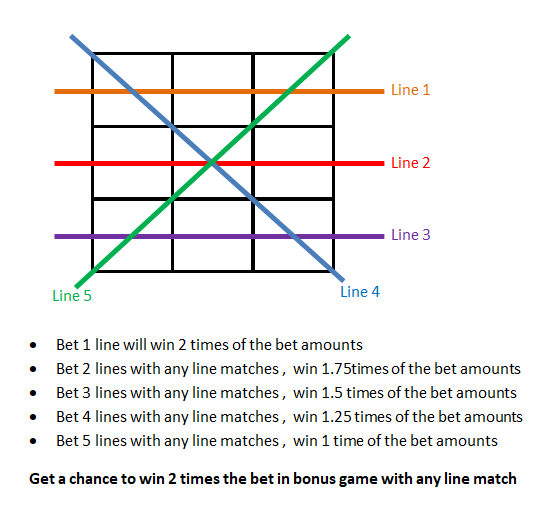 Line 1
Line 2
Line 3
Line 4
Line 5
• Bet 1 line will win 2 times of the bet amounts
• Bet 2 lines with any line matches , win 1.75times of the bet amounts
• Bet 3 lines with any line matches , win 1.5 times of the bet amounts
• Bet 4 lines with any line matches , win 1.25 times of the bet amounts
• Bet 5 lines with any line matches , win 1 time of the bet amounts
Get a chance to win 2 times the bet in bonus game with any line match